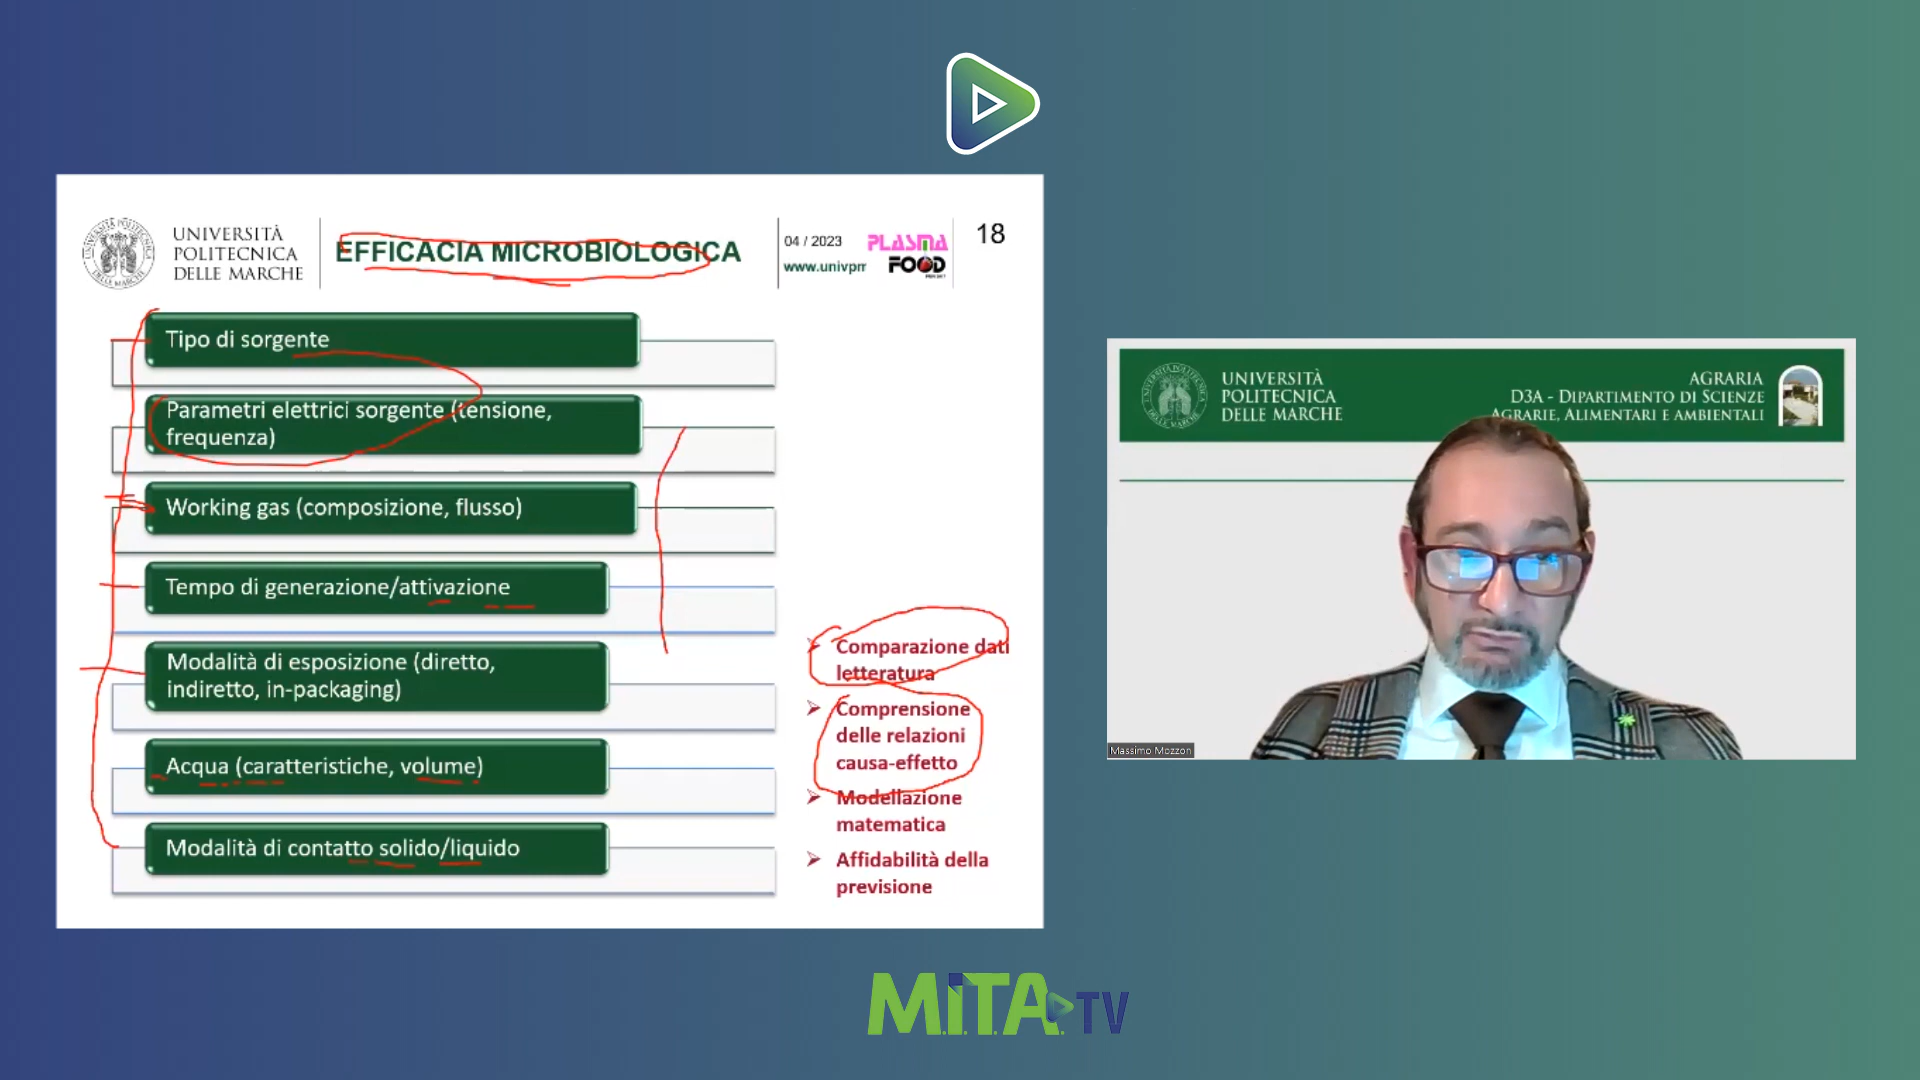 UNIVERSITÀ
POLITECNICA
DELLE MARCHE
EFFICACIA MICROBIOLOGICA
04 / 2023
www.univpm
PLASMA
FOOD
18
Tipo di sorgente
Parametri elettrici sorgente (tensione,
frequenza)
Working gas (composizione, flusso)
Tempo di generazione/attivazione
Modalità di esposizione (diretto,
indiretto, in-packaging)
Acqua (caratteristiche, volume)
Modalità di contatto solido/liquido
Comparazione dati
letteratura
Comprensione
delle relazioni
causa-effetto
Modellazione
matematica
Affidabilità della
previsione
UNIVERSITÀ
POLITECNICA
DELLE MARCHE
AGRARIA
D3A - DIPARTIMENTO DI SCIENZE
AGRARIE, ALIMENTARI E AMBIENTALI
Massimo Mozzon
M.I.T.A. TV